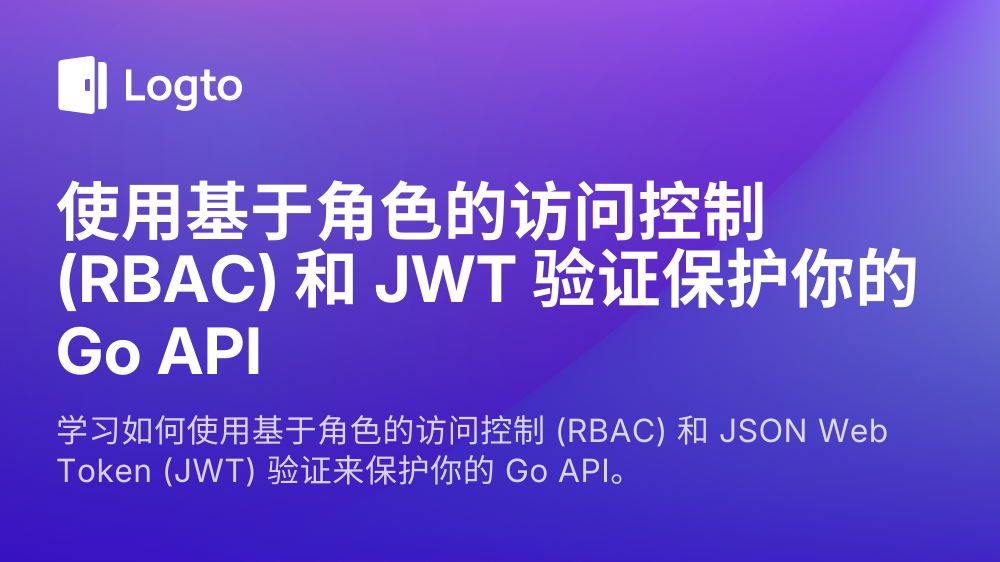 Logto
使用基于角色的访问控制
(RBAC) 和 JWT 验证保护你的
Go API
学习如何使用基于角色的访问控制 (RBAC) 和 JSON Web
Token (JWT) 验证来保护你的 Go API。